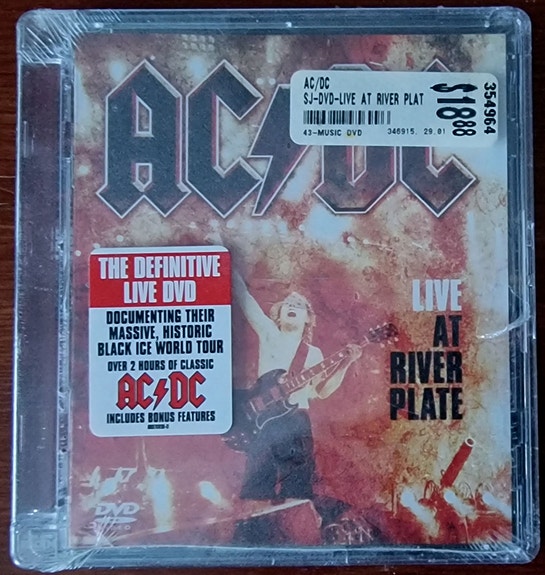 AC/DC
AC/DC
SJ-DVD-LIVE AT RIVER PLAT
43-MUSIC DVD
346915. 29.01
$1888
354964
THE DEFINITIVE
LIVE DVD
DOCUMENTING THEIR
MASSIVE, HISTORIC
BLACK ICE WORLD TOUR
OVER 2 HOURS OF CLASSIC
AC/DC
INCLUDES BONUS FEATURES
LIVE
AT
RIVER
PLATE
DVD